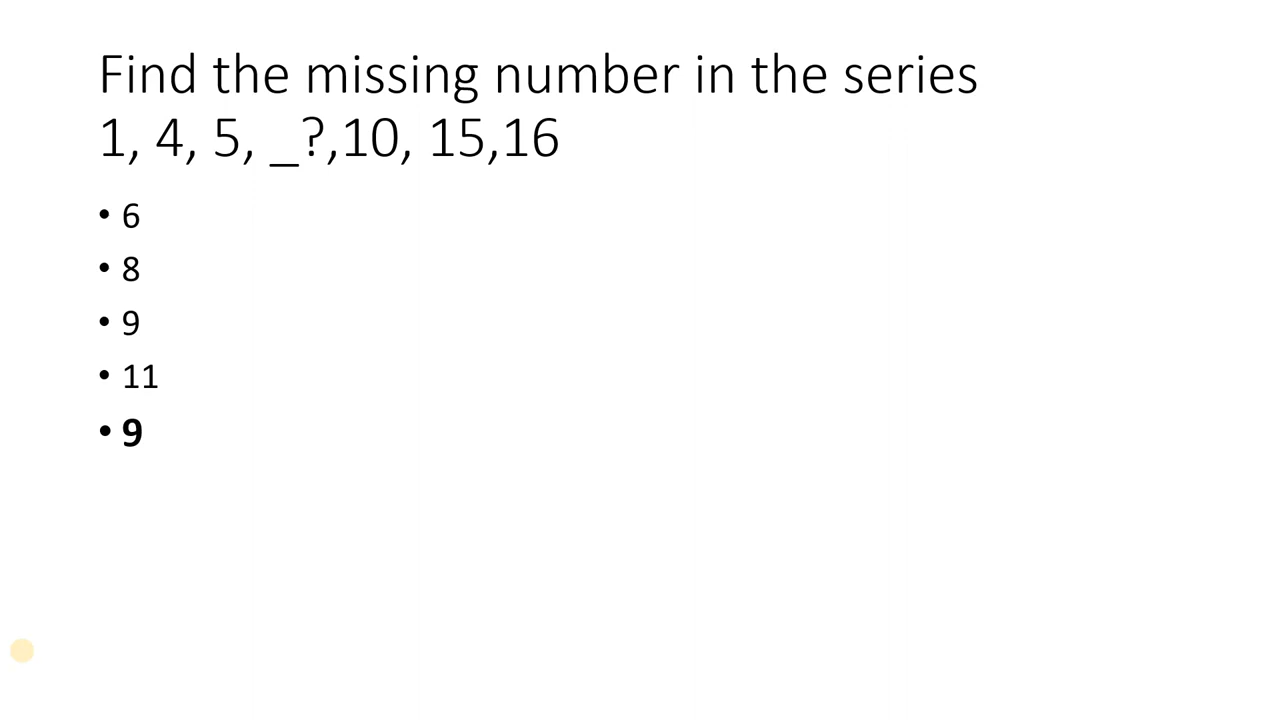 Find the missing number in the series
1, 4, 5, _?,10, 15,16
• 6
• 8
• 9
• 11
• 9